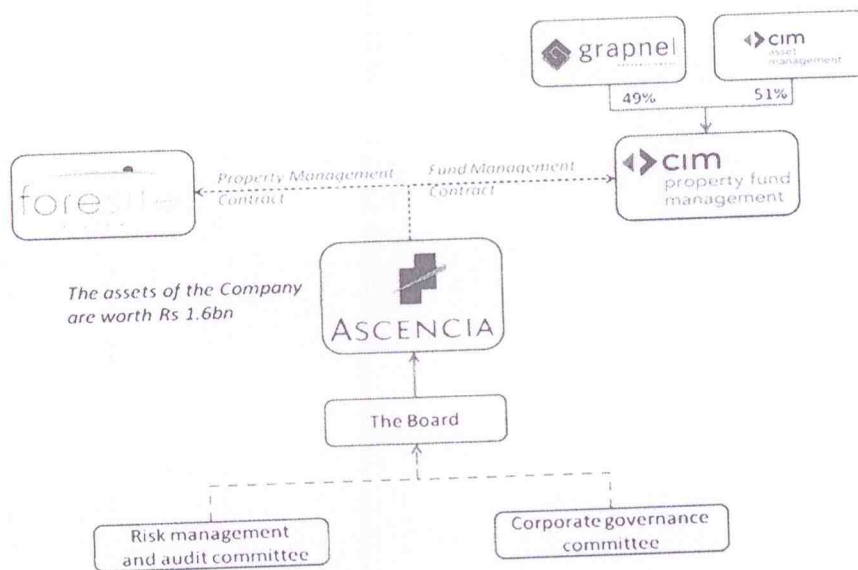 grapnel
cim
asset
management
49%
51%
cim
property fund
management
foresite
Property Management
Contract
Fund Management
Contract
The assets of the Company
are worth Rs 1.6bn
ASCENCIA
The Board
Risk management
and audit committee
Corporate governance
committee